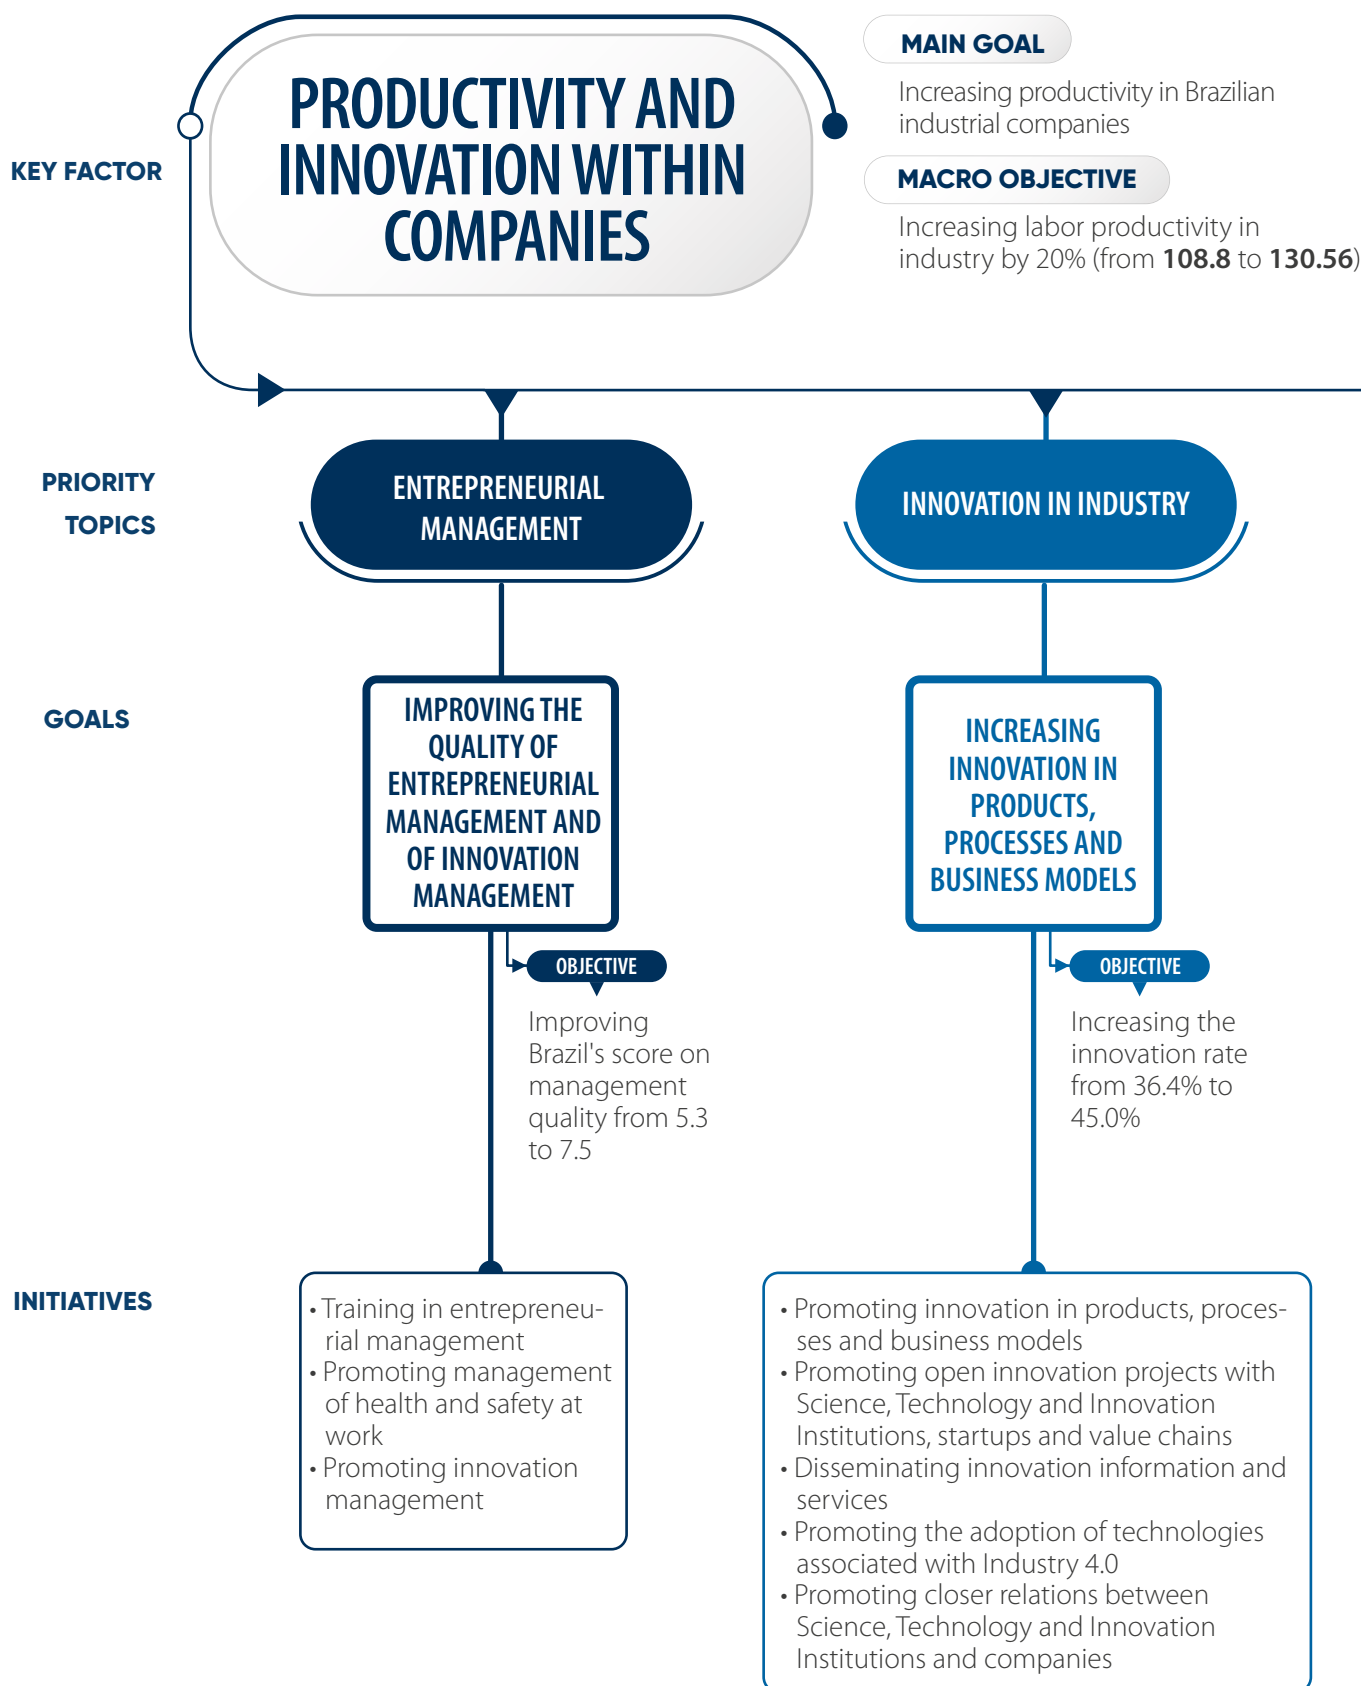 KEY FACTOR
PRODUCTIVITY AND
INNOVATION WITHIN
COMPANIES
MAIN GOAL
Increasing productivity in Brazilian
industrial companies
MACRO OBJECTIVE
Increasing labor productivity in
industry by 20% (from 108.8 to 130.56)
PRIORITY
TOPICS
ENTREPRENEURIAL
MANAGEMENT
INNOVATION IN INDUSTRY
GOALS
IMPROVING THE
QUALITY OF
ENTREPRENEURIAL
MANAGEMENT AND
OF INNOVATION
MANAGEMENT
INCREASING
INNOVATION IN
PRODUCTS,
PROCESSES AND
BUSINESS MODELS
OBJECTIVE
Improving
Brazil's score on
management
quality from 5.3
to 7.5
OBJECTIVE
Increasing the
innovation rate
from 36.4% to
45.0%
INITIATIVES
• Training in entrepreneu-
rial management
• Promoting management
of health and safety at
work
• Promoting innovation
management
• Promoting innovation in products, proces-
ses and business models
• Promoting open innovation projects with
Science, Technology and Innovation
Institutions, startups and value chains
• Disseminating innovation information and
services
• Promoting the adoption of technologies
associated with Industry 4.0
• Promoting closer relations between
Science, Technology and Innovation
Institutions and companies